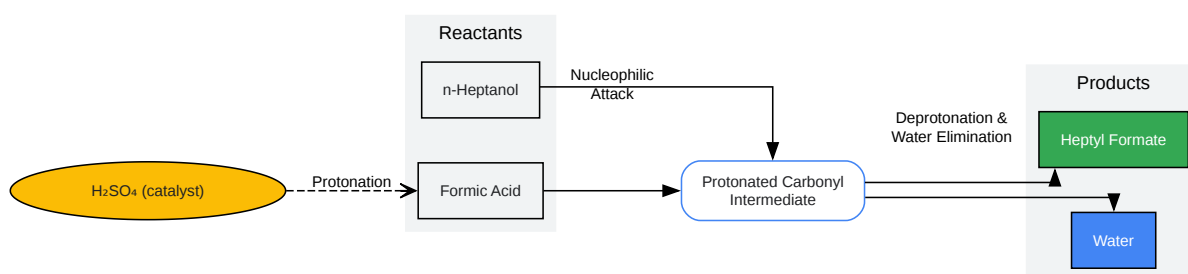 Reactants
n-Heptanol
Nucleophilic
Attack
Products
Deprotonation &
Water Elimination
Heptyl Formate
H₂SO₄ (catalyst)
Protonation
Formic Acid
Protonated Carbonyl
Intermediate
Water